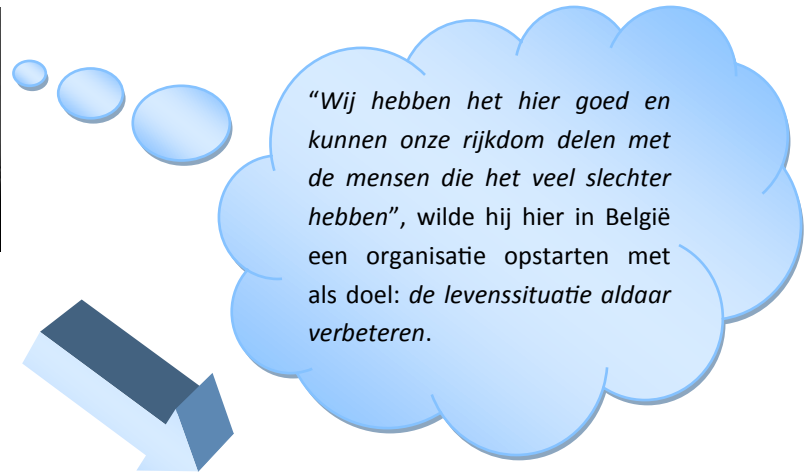 “Wij hebben het hier goed en
kunnen onze rijkdom delen met
de mensen die het veel slechter
hebben”, wilde hij hier in België
een organisatie opstarten met
als doel: de levenssituatie aldaar
verbeteren.